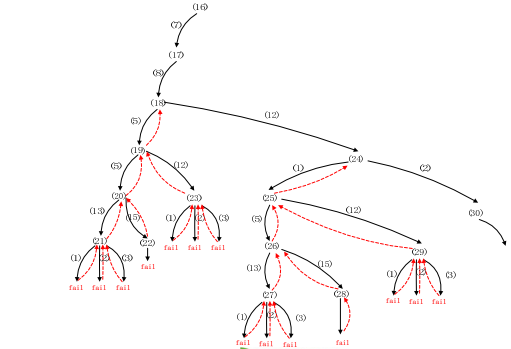 (16)
(7)
(17)
(8)
(18)
(5) (12)
(19) (24)
(5) (12) (1) (2)
(20) (23) (25) (30)
(13) (15) (1) (2) (3) (5) (12)
(21) (22) fail fail fail (26) (29)
(1) (2) (3) fail (13) (15) (1) (2) (3)
fail fail fail (27) (28) fail fail fail
(1) (2) (3)
fail fail fail fail